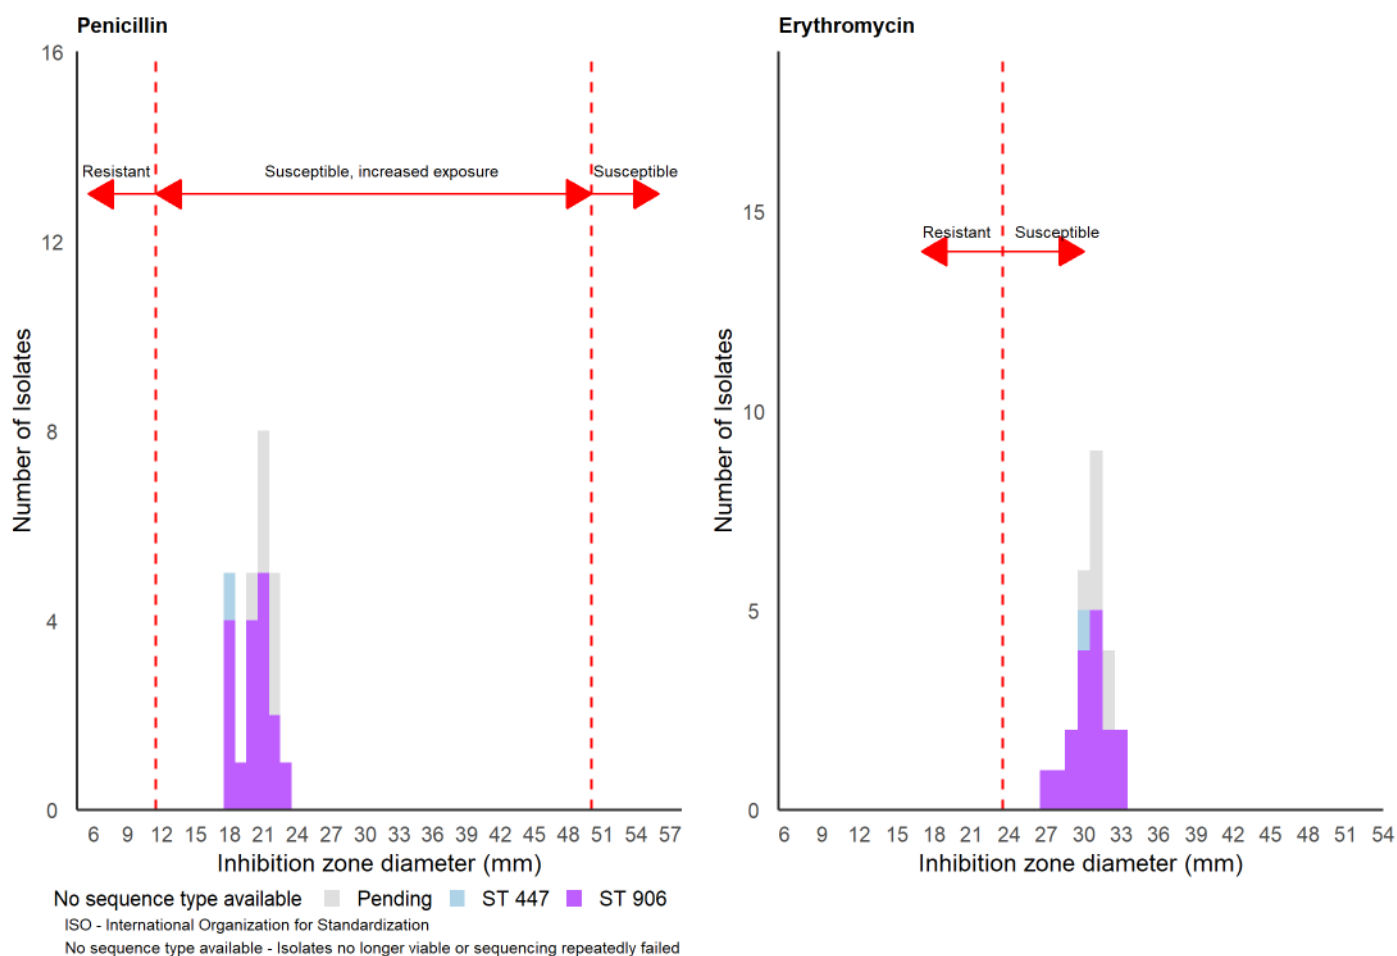 Penicillin
16
12
8
4
0
Number of Isolates
Resistant
Susceptible, increased exposure
Susceptible
6 9 12 15 18 21 24 27 30 33 36 39 42 45 48 51 54 57
Inhibition zone diameter (mm)
Erythromycin
15
10
5
0
Number of Isolates
Resistant
Susceptible
6 9 12 15 18 21 24 27 30 33 36 39 42 45 48 51 54
Inhibition zone diameter (mm)
No sequence type available Pending ST 447 ST 906
ISO - International Organization for Standardization
No sequence type available - Isolates no longer viable or sequencing repeatedly failed